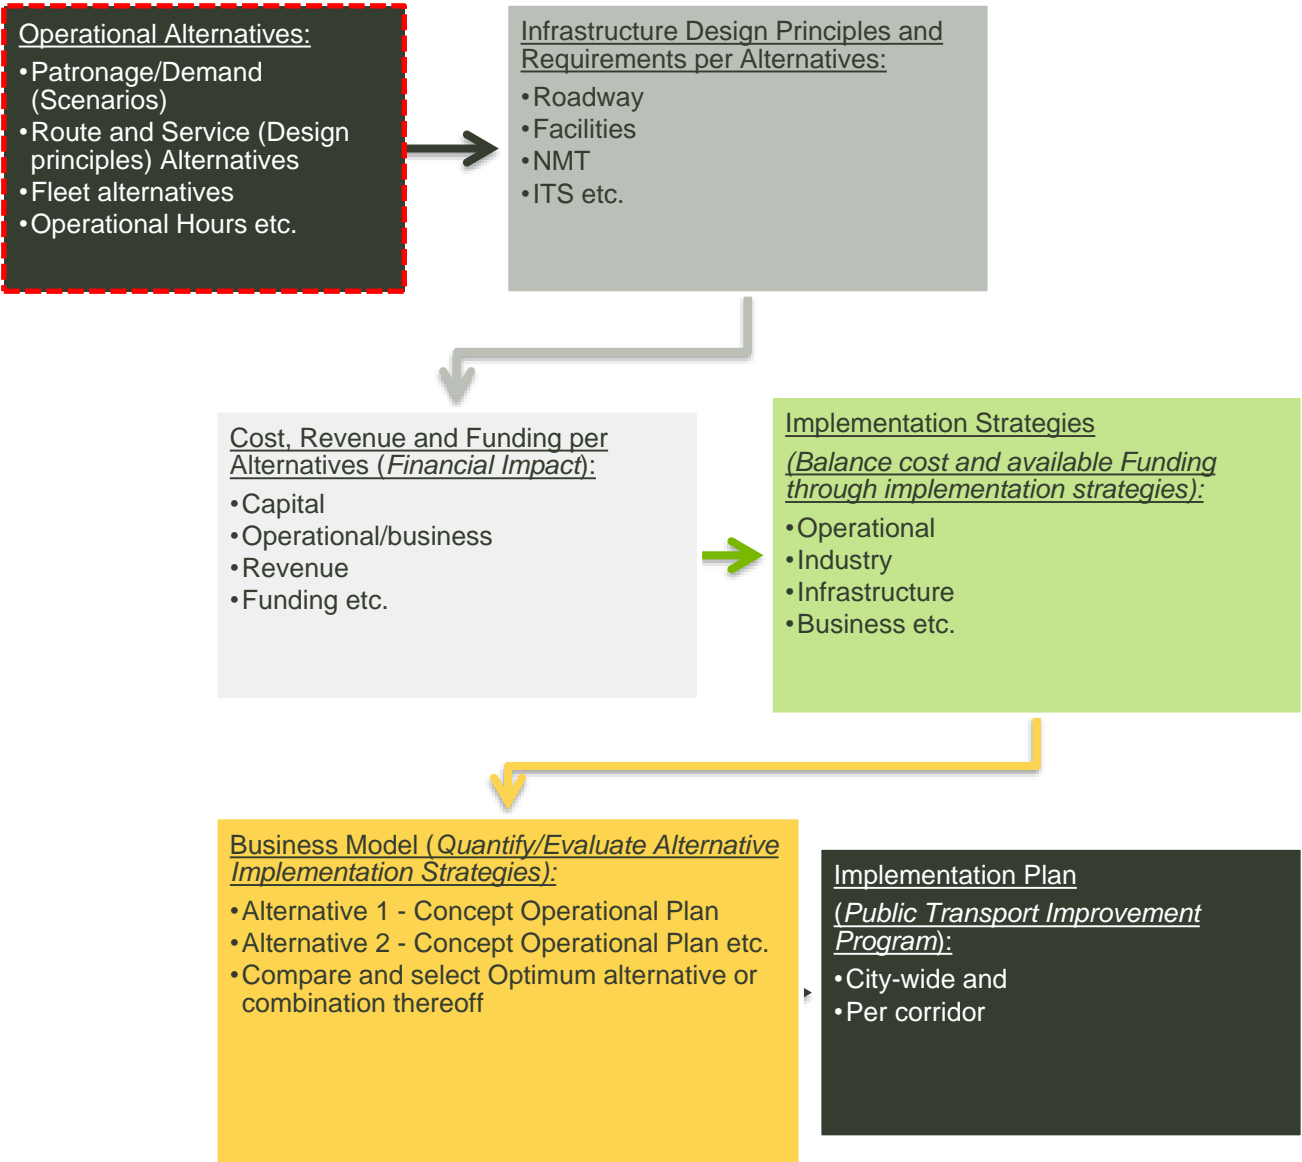 Operational Alternatives:
•Patronage/Demand
(Scenarios)
•Route and Service (Design
principles) Alternatives
•Fleet alternatives
•Operational Hours etc.
Infrastructure Design Principles and
Requirements per Alternatives:
•Roadway
•Facilities
•NMT
•ITS etc.
Cost, Revenue and Funding per
Alternatives (Financial Impact):
•Capital
•Operational/business
•Revenue
•Funding etc.
Implementation Strategies
(Balance cost and available Funding
through implementation strategies):
•Operational
•Industry
•Infrastructure
•Business etc.
Business Model (Quantify/Evaluate Alternative
Implementation Strategies):
•Alternative 1 - Concept Operational Plan
•Alternative 2 - Concept Operational Plan etc.
•Compare and select Optimum alternative or
combination thereoff
Implementation Plan
(Public Transport Improvement
Program):
•City-wide and
•Per corridor